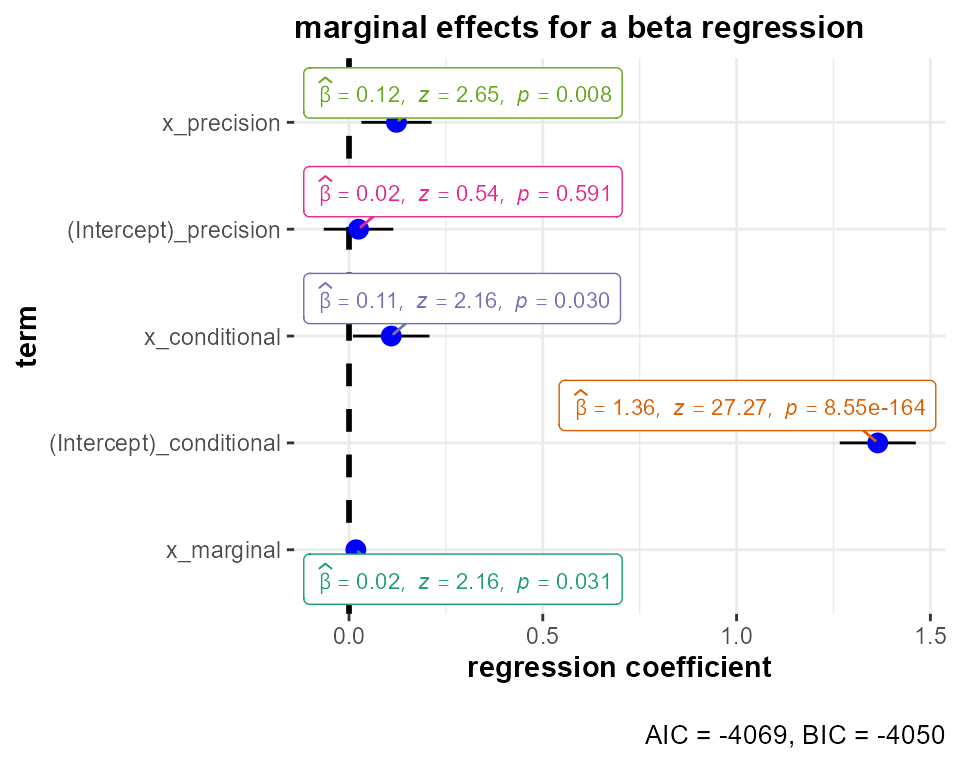 marginal effects for a beta regression
β̂ = 0.12, z = 2.65, p = 0.008
x_precision
β̂ = 0.02, z = 0.54, p = 0.591
(Intercept)_precision
β̂ = 0.11, z = 2.16, p = 0.030
x_conditional
β̂ = 1.36, z = 27.27, p = 8.55e-164
(Intercept)_conditional
x_marginal
β̂ = 0.02, z = 2.16, p = 0.031
term
0.0 0.5 1.0 1.5
regression coefficient
AIC = -4069, BIC = -4050